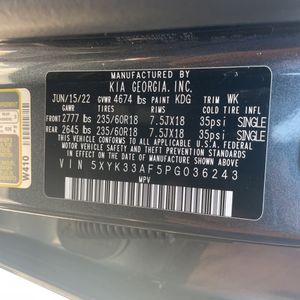 MANUFACTURED BY
KIA GEORGIA, INC.
JUN/15/22 GVWR 4674 lbs PAINT KDG TRIM WK
GAWR TIRES RIMS COLD TIRE INFL
FRONT 2777 lbs 235/60R18 7.5JX18 35psi SINGLE
REAR 2645 lbs 235/60R18 7.5JX18 35psi SINGLE
THIS VEHICLE CONFORMS TO ALL APPLICABLE
U.S.A. FEDERAL MOTOR VEHICLE SAFETY
STANDARDS IN EFFECT ON THE DATE OF
MANUFACTURE SHOWN ABOVE.
VIN 5XYK33AF5PG036243
MPV
W410